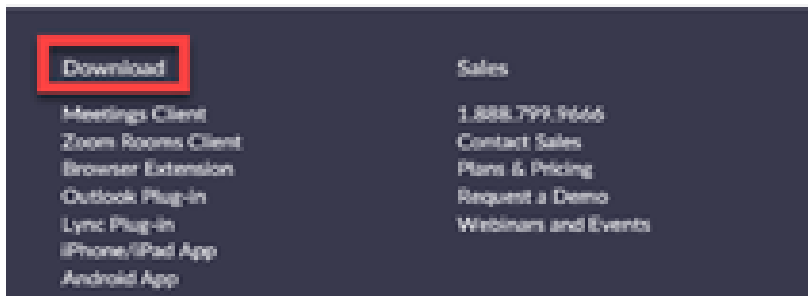 Download
Meetings Client
Zoom Rooms Client
Browser Extension
Outlook Plug-in
Lync Plug-in
iPhone/iPad App
Android App
Sales
1.888.799.9666
Contact Sales
Plans & Pricing
Request a Demo
Webinars and Events